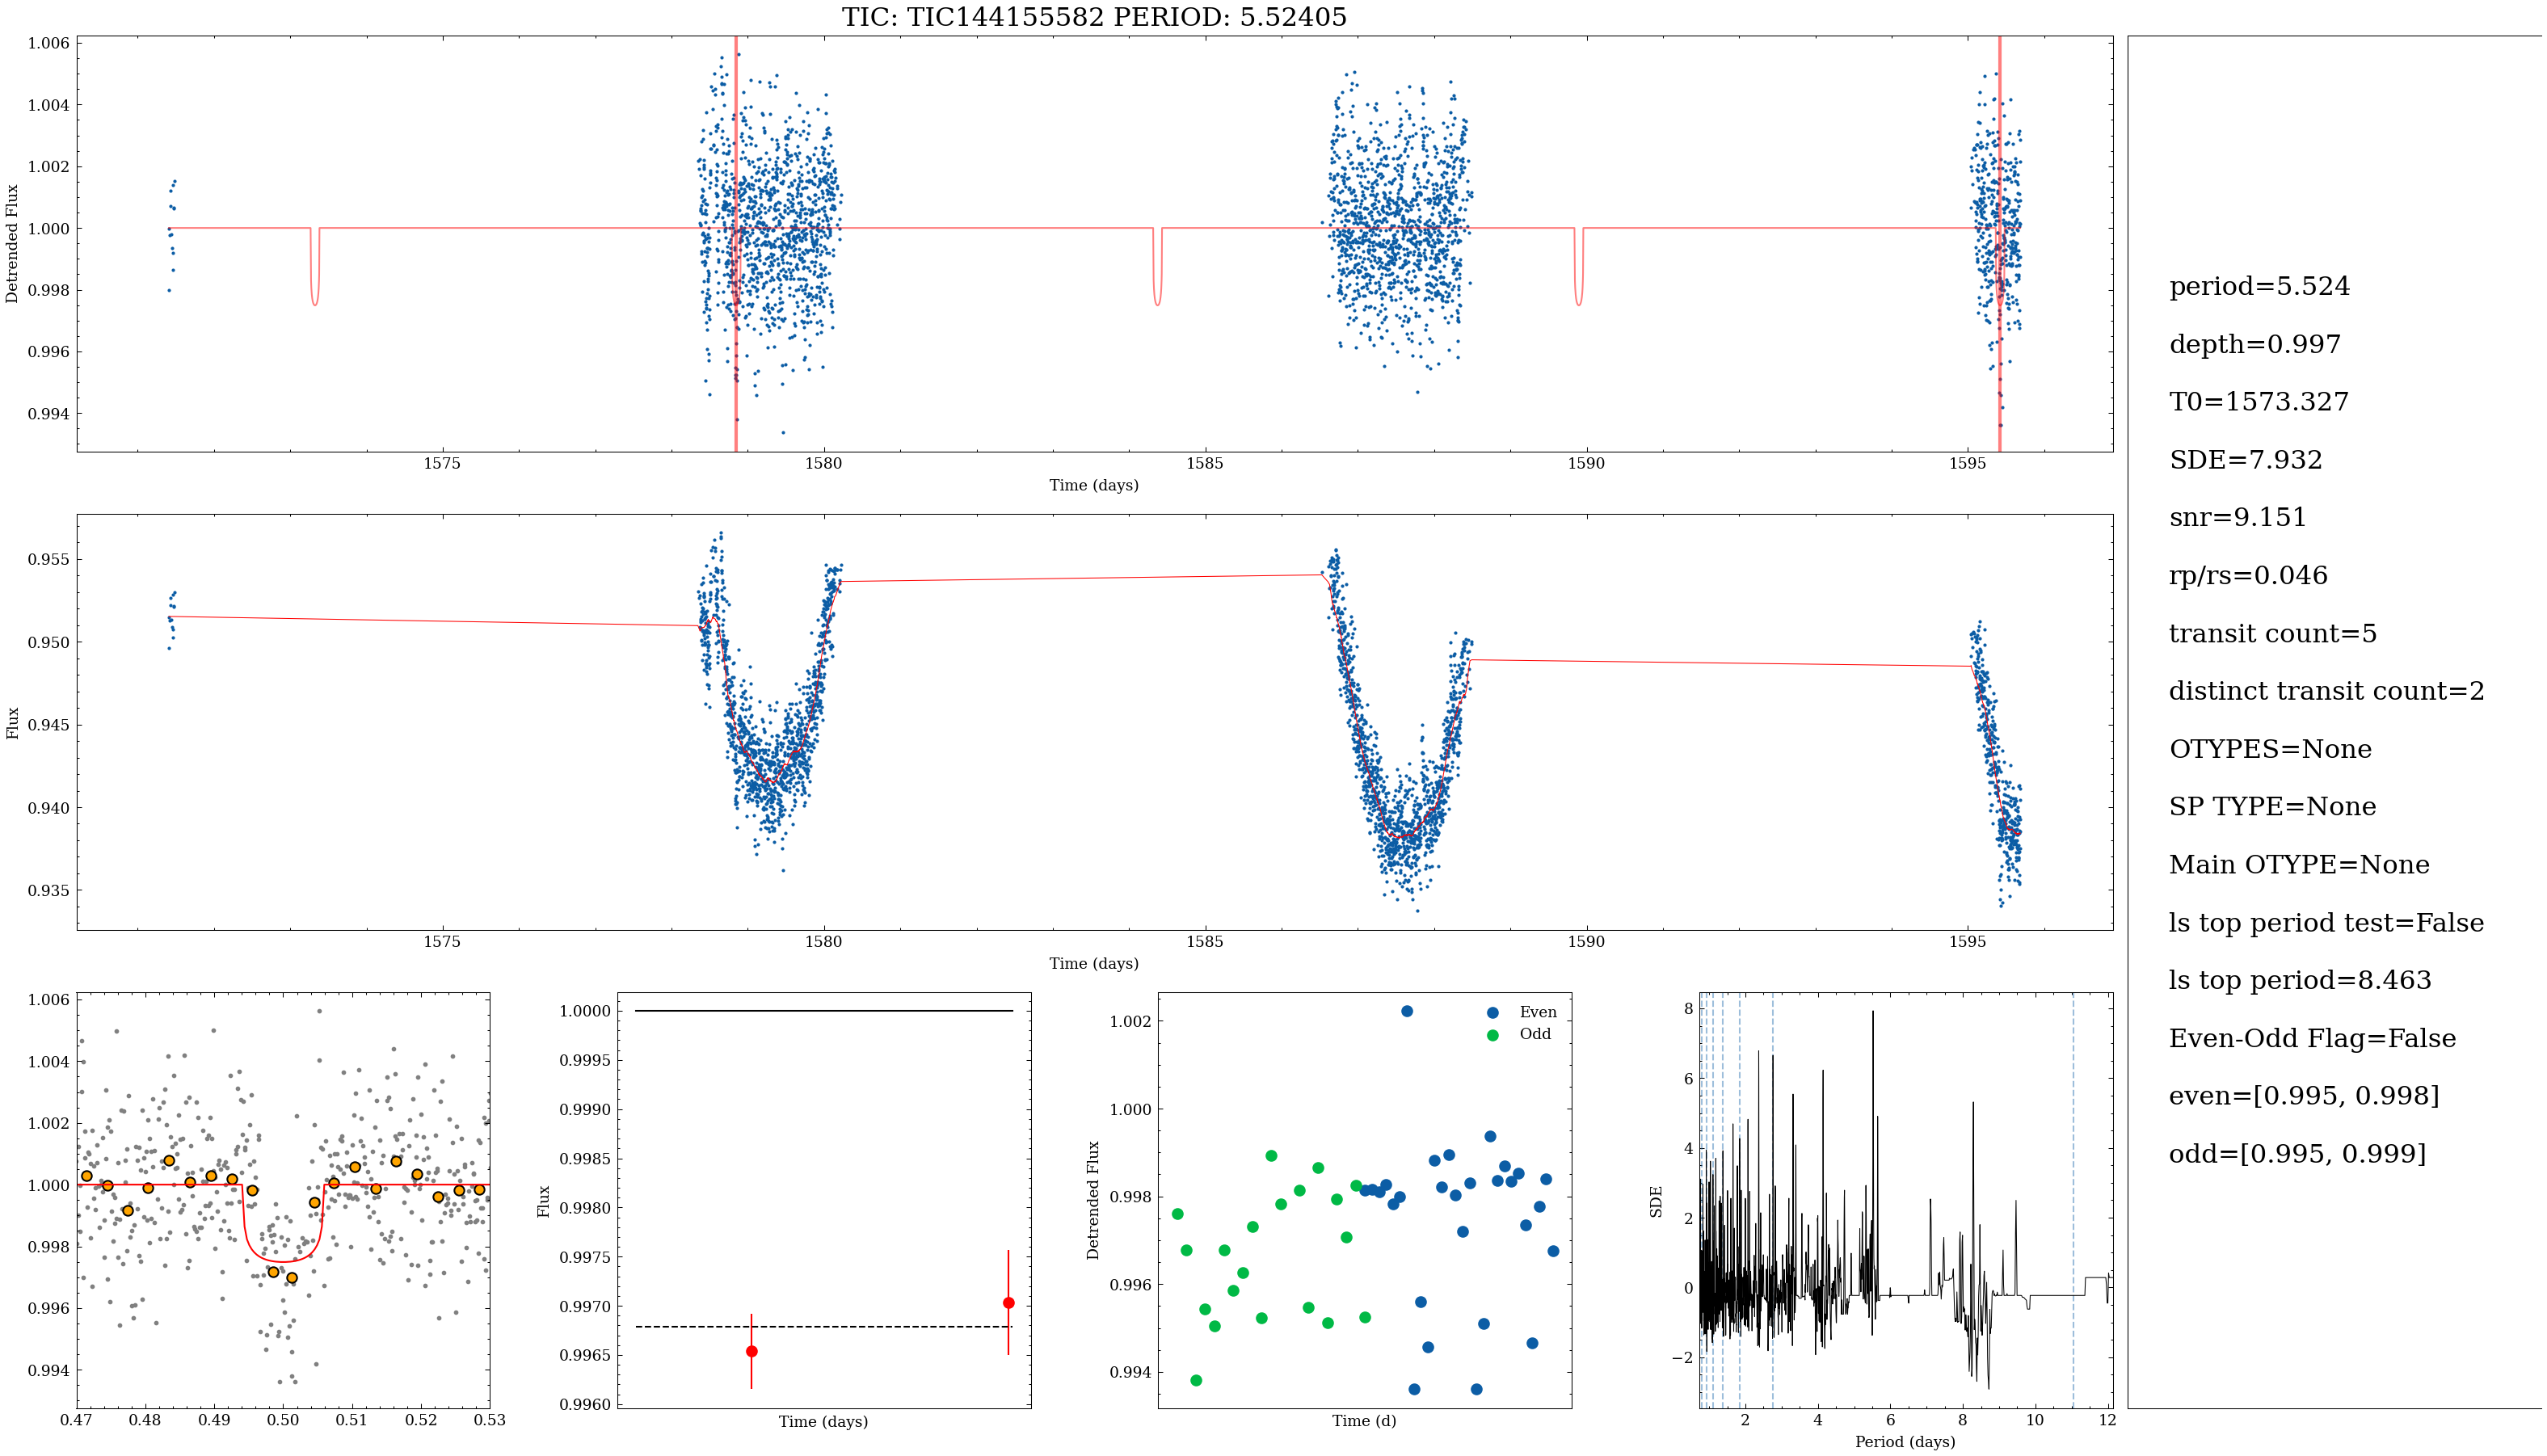 TIC: TIC144155582 PERIOD: 5.52405
1.006
1.004
1.002
1.000
0.998
0.996
0.994
Detrended Flux
1575
1580
1585
1590
1595
Time (days)
0.955
0.950
0.945
0.940
0.935
Flux
1575
1580
1585
1590
1595
Time (days)
1.006
1.004
1.002
1.000
0.998
0.996
0.994
0.47
0.48
0.49
0.50
0.51
0.52
0.53
1.0000
0.9995
0.9990
0.9985
0.9980
0.9975
0.9970
0.9965
0.9960
Flux
Time (days)
1.002
1.000
0.998
0.996
0.994
Detrended Flux
Even
Odd
Time (d)
8
6
4
2
0
−2
SDE
2
4
6
8
10
12
Period (days)
period=5.524
depth=0.997
T0=1573.327
SDE=7.932
snr=9.151
rp/rs=0.046
transit count=5
distinct transit count=2
OTYPES=None
SP TYPE=None
Main OTYPE=None
ls top period test=False
ls top period=8.463
Even-Odd Flag=False
even=[0.995, 0.998]
odd=[0.995, 0.999]